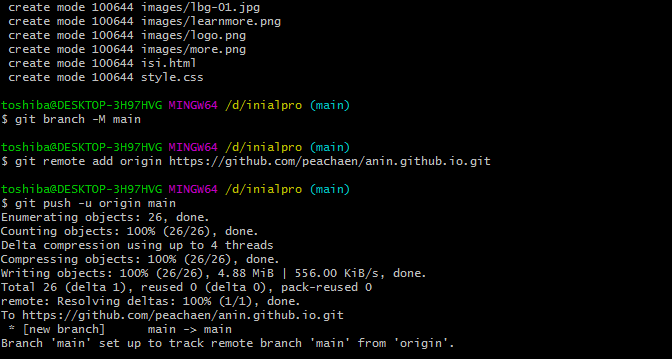 create mode 100644 images/lbg-01.jpg
create mode 100644 images/learnmore.png
create mode 100644 images/logo.png
create mode 100644 images/more.png
create mode 100644 isi.html
create mode 100644 style.css
toshiba@DESKTOP-3H97HVG MINGW64 /d/inialpro (main)
$ git branch -M main
toshiba@DESKTOP-3H97HVG MINGW64 /d/inialpro (main)
$ git remote add origin https://github.com/peachaen/anin.github.io.git
toshiba@DESKTOP-3H97HVG MINGW64 /d/inialpro (main)
$ git push -u origin main
Enumerating objects: 26, done.
Counting objects: 100% (26/26), done.
Delta compression using up to 4 threads
Compressing objects: 100% (26/26), done.
Writing objects: 100% (26/26), 4.88 MiB | 556.00 KiB/s, done.
Total 26 (delta 1), reused 0 (delta 0), pack-reused 0
remote: Resolving deltas: 100% (1/1), done.
To https://github.com/peachaen/anin.github.io.git
* [new branch]      main -> main
Branch 'main' set up to track remote branch 'main' from 'origin'.